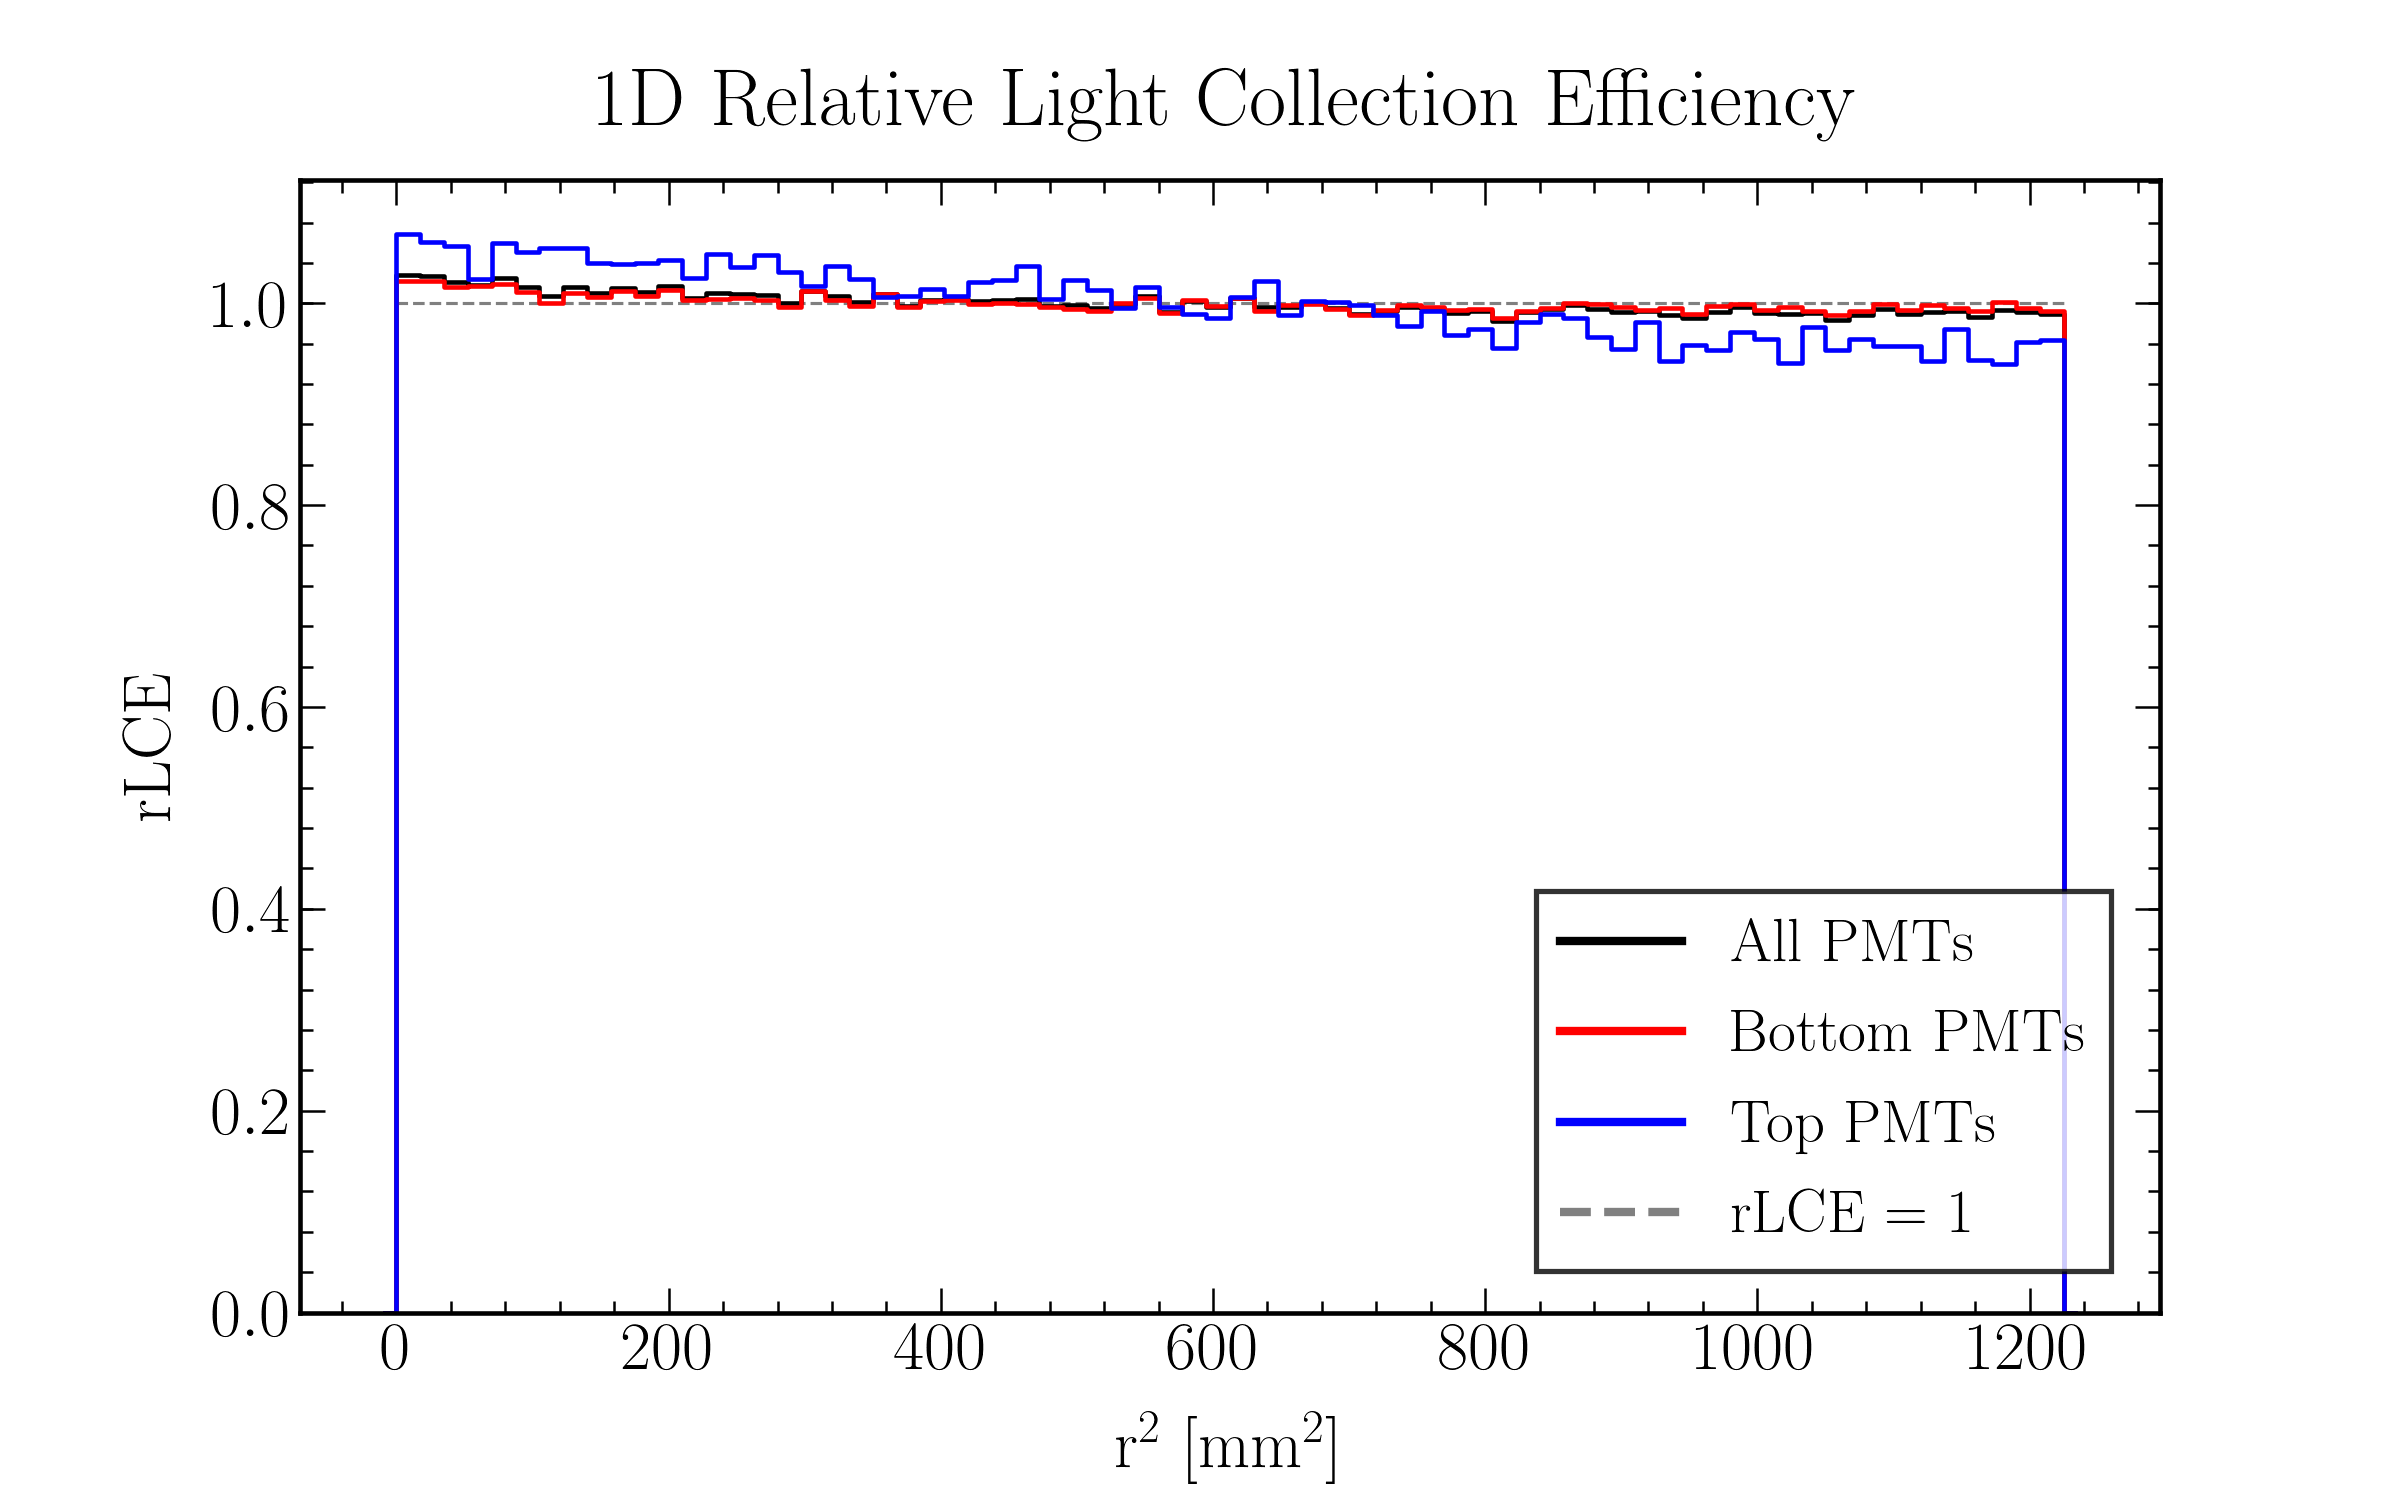 1D Relative Light Collection Efficiency
rLCE
1.0
0.8
0.6
0.4
0.2
0.0
All PMTs
Bottom PMTs
Top PMTs
rLCE = 1
0 200 400 600 800 1000 1200
r² [mm²]